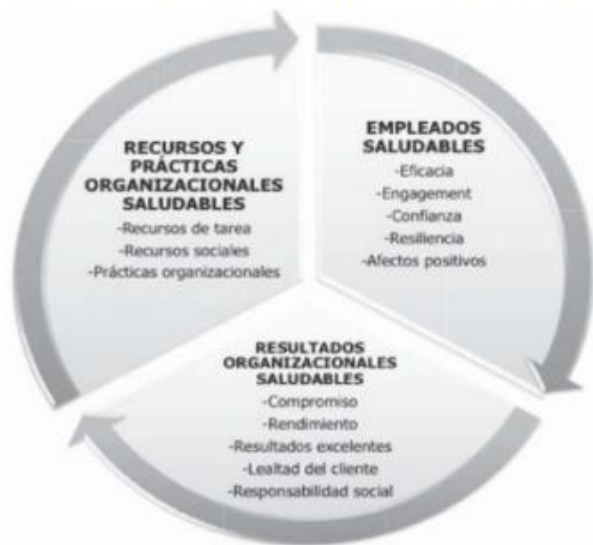 RECURSOS Y
PRÁCTICAS
ORGANIZACIONALES
SALUDABLES
-Recursos de tarea
-Recursos sociales
-Prácticas organizacionales
EMPLEADOS
SALUDABLES
-Eficacia
-Engagement
-Confianza
-Resiliencia
-Afectos positivos
RESULTADOS
ORGANIZACIONALES
SALUDABLES
-Compromiso
-Rendimiento
-Resultados excelentes
-Lealtad del cliente
-Responsabilidad social